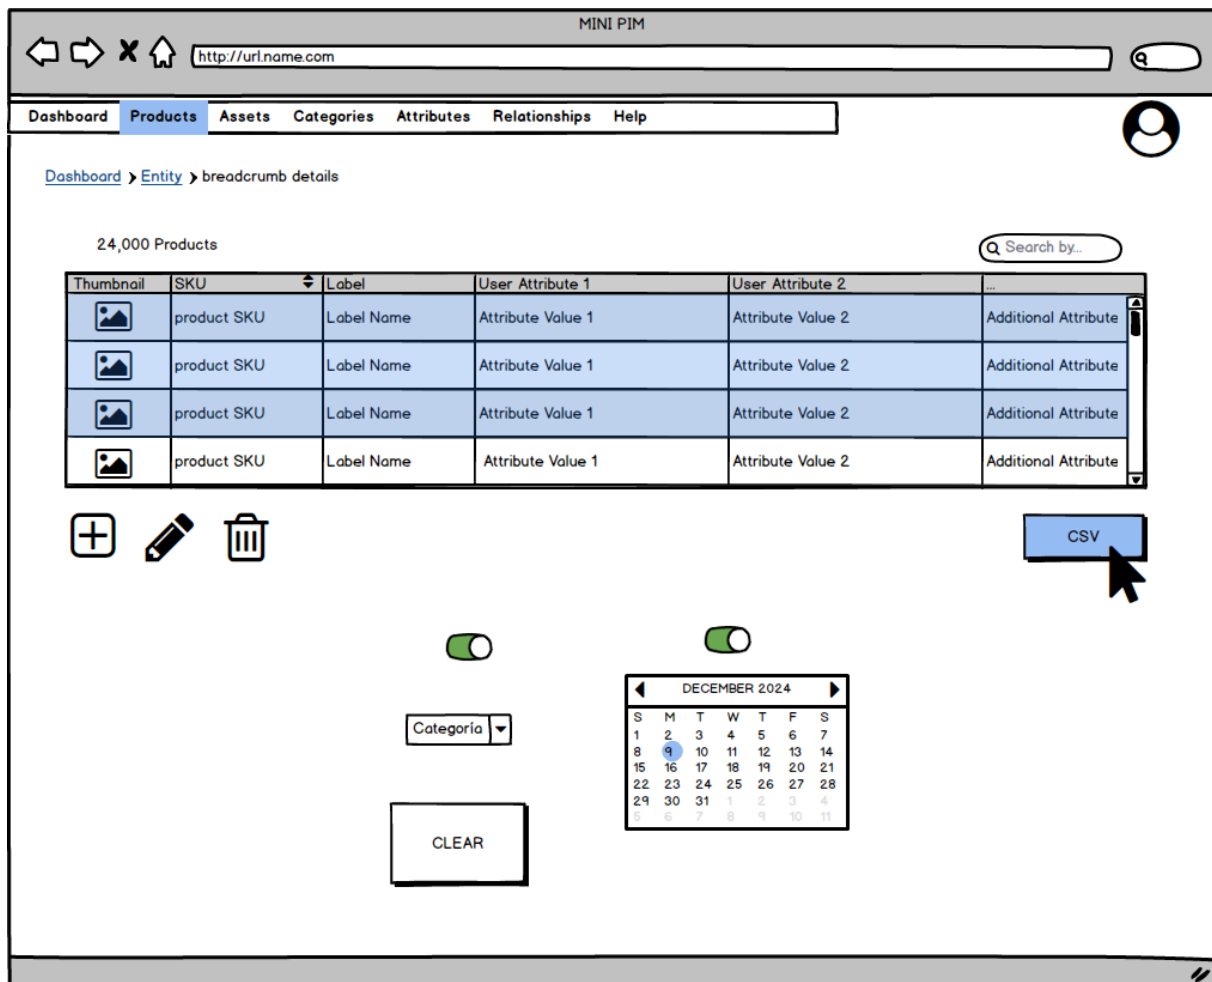 MINI PIM
http://url.name.com
Dashboard Products Assets Categories Attributes Relationships Help
Dashboard Entity breadcrumb details
24,000 Products
Search by...
Thumbnail SKU Label User Attribute 1 User Attribute 2 ...
product SKU Label Name Attribute Value 1 Attribute Value 2 Additional Attribute
product SKU Label Name Attribute Value 1 Attribute Value 2 Additional Attribute
product SKU Label Name Attribute Value 1 Attribute Value 2 Additional Attribute
product SKU Label Name Attribute Value 1 Attribute Value 2 Additional Attribute
CSV
DECEMBER 2024
S M T W T F S
1 2 3 4 5 6 7
8 9 10 11 12 13 14
15 16 17 18 19 20 21
22 23 24 25 26 27 28
29 30 31 1 2 3 4
5 6 7 8 9 10 11
Categoría
CLEAR